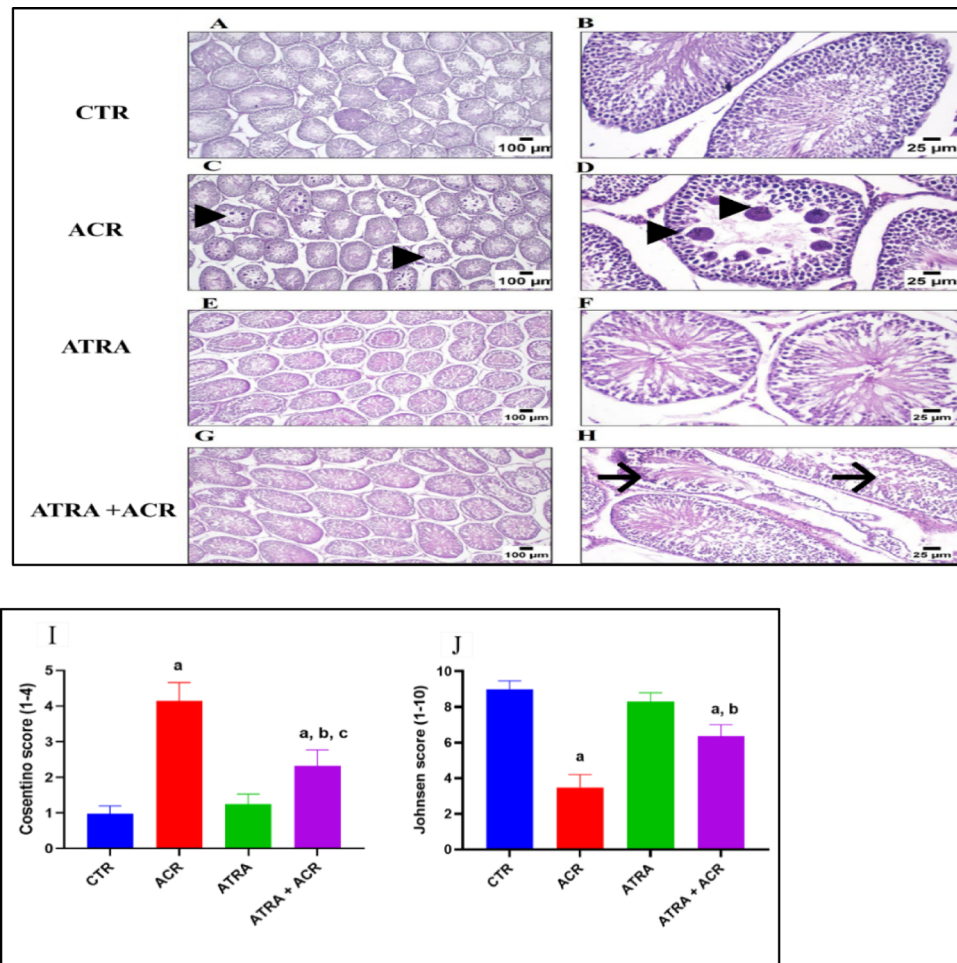 A B
CTR
100 µm
25 µm
C D
ACR
100 µm
25 µm
E F
ATRA
100 µm
25 µm
G H
ATRA +ACR
100 µm
25 µm
I
Cosentino score (1-4)
5
4
3
2
1
0
a
a, b, c
CTR
ACR
ATRA
ATRA + ACR
J
Johnsen score (1-10)
10
8
6
4
2
0
a
a, b
CTR
ACR
ATRA
ATRA + ACR